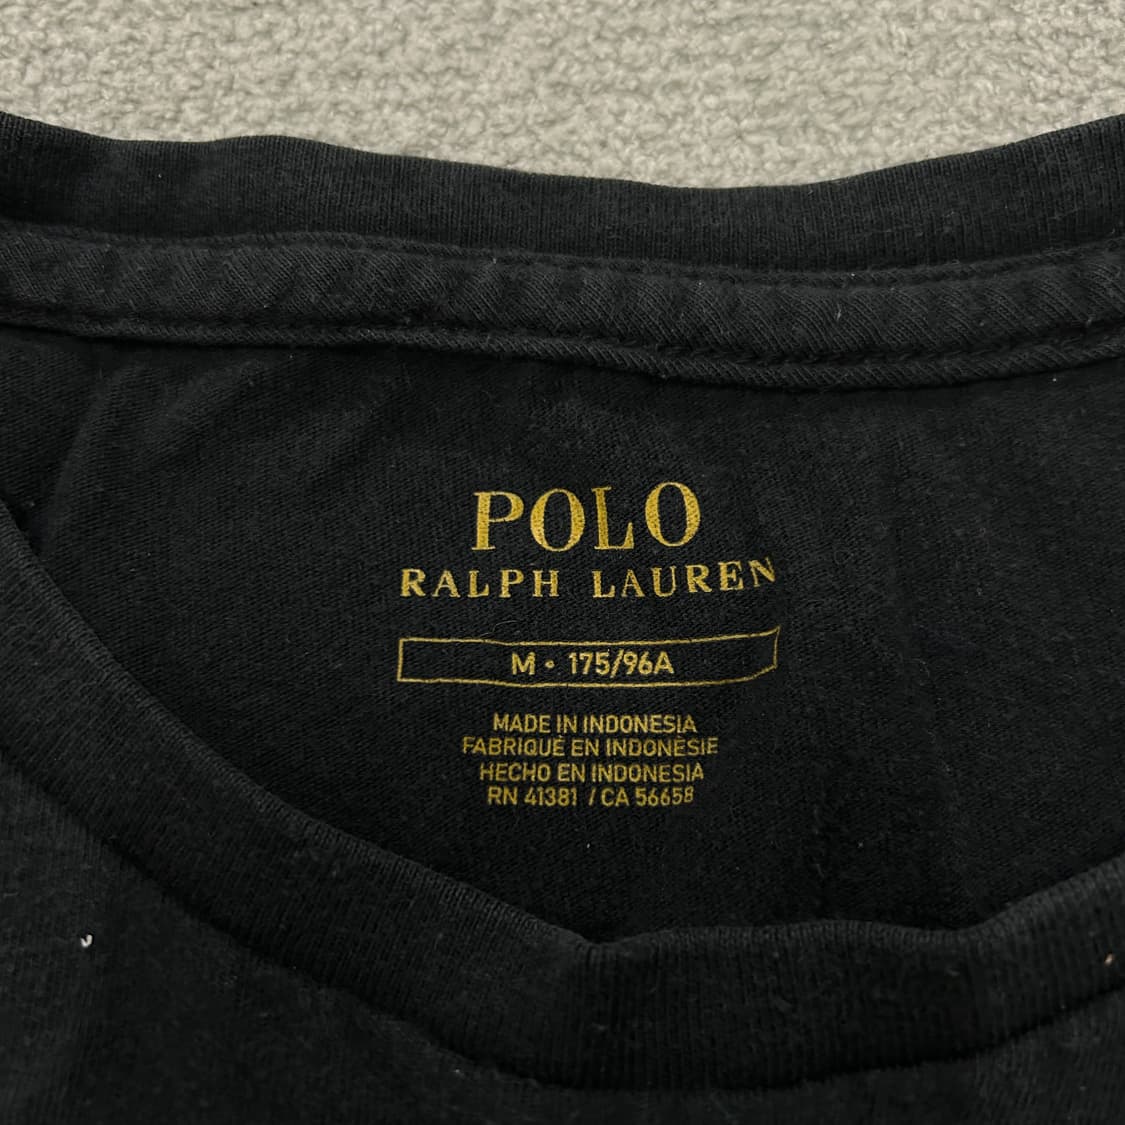 POLO
RALPH LAUREN
M • 175/96A
MADE IN INDONESIA
FABRIQUÉ EN INDONÉSIE
HECHO EN INDONESIA
RN 41381 / CA 56658